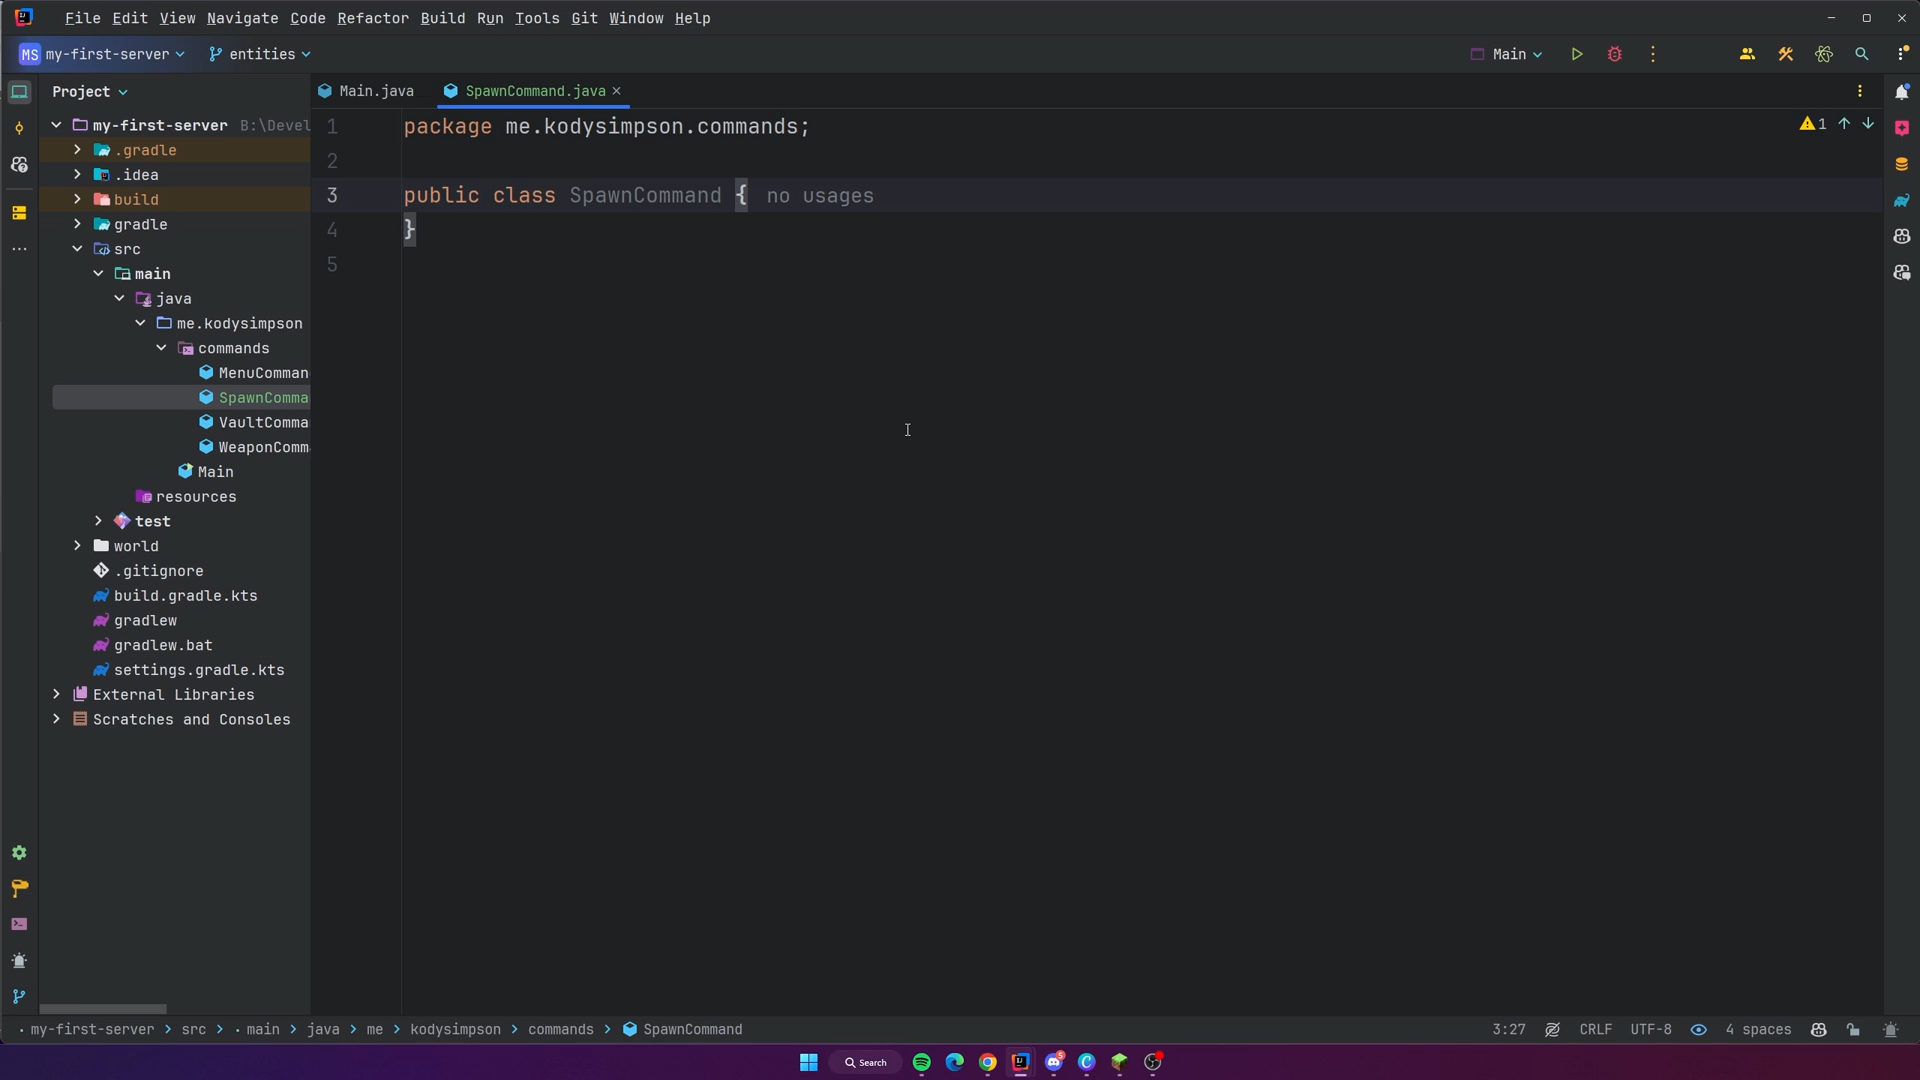 File Edit View Navigate Code Refactor Build Run Tools Git Window Help
MS my-first-server entities Main
Project Main.java SpawnCommand.java
my-first-server B:\Devel
.gradle
.idea
build
gradle
src
main
java
me.kodysimpson
commands
MenuComman
SpawnComma
VaultComma
WeaponComm
Main
resources
test
world
.gitignore
build.gradle.kts
gradlew
gradlew.bat
settings.gradle.kts
External Libraries
Scratches and Consoles
1 package me.kodysimpson.commands;
2
3 public class SpawnCommand { no usages
4 }
5
1
my-first-server > src > main > java > me > kodysimpson > commands > SpawnCommand 3:27 CRLF UTF-8 4 spaces
Search
5